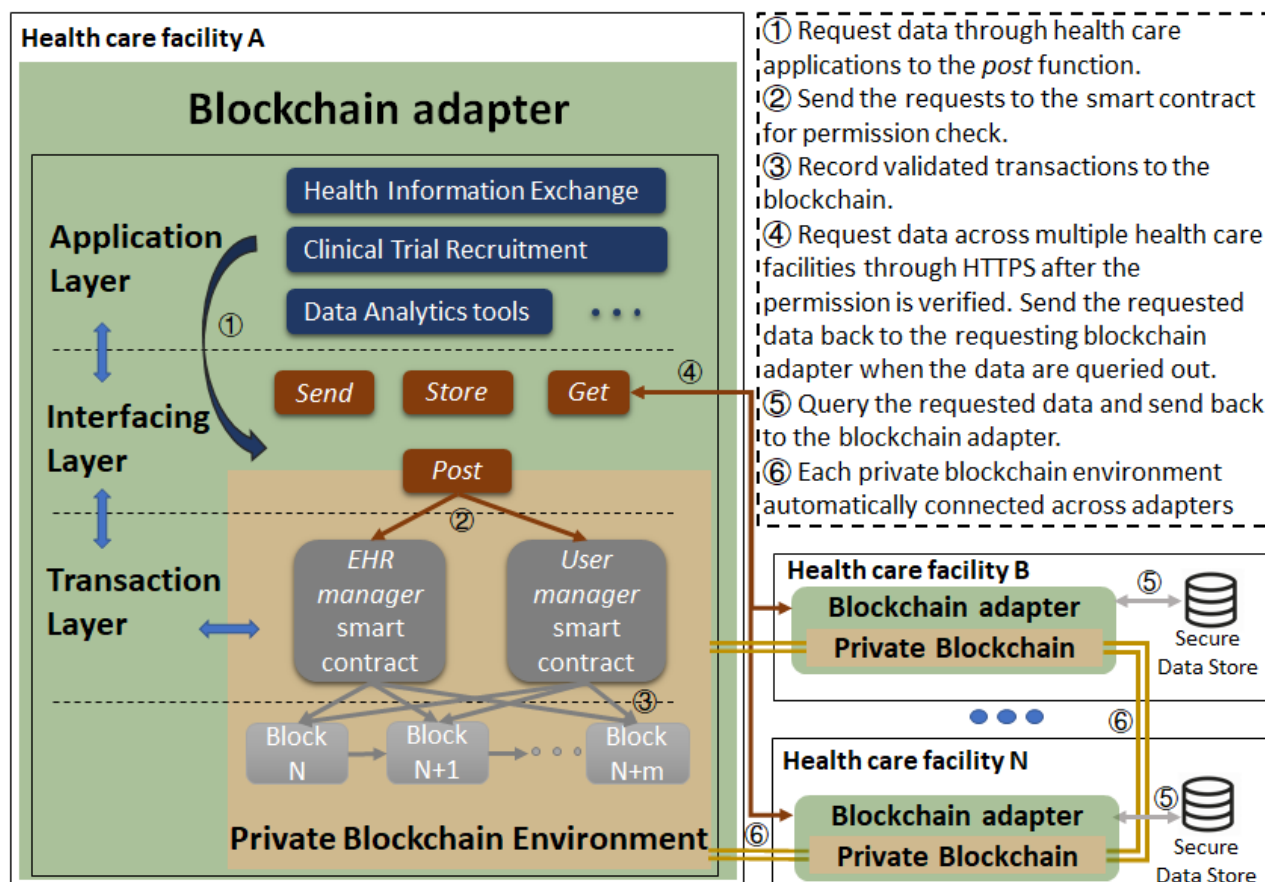 Health care facility A
Blockchain adapter
Application
Layer
Health Information Exchange
Clinical Trial Recruitment
Data Analytics tools
①
Interfacing
Layer
Send
Store
Get
④
Post
②
Transaction
Layer
EHR
manager
smart
contract
User
manager
smart
contract
③
Block
N
Block
N+1
Block
N+m
Private Blockchain Environment
① Request data through health care
applications to the post function.
② Send the requests to the smart contract
for permission check.
③ Record validated transactions to the
blockchain.
④ Request data across multiple health care
facilities through HTTPS after the
permission is verified. Send the requested
data back to the requesting blockchain
adapter when the data are queried out.
⑤ Query the requested data and send back
to the blockchain adapter.
⑥ Each private blockchain environment
automatically connected across adapters
Health care facility B
Blockchain adapter
Private Blockchain
⑤
Secure
Data Store
⑥
Health care facility N
Blockchain adapter
Private Blockchain
⑤
Secure
Data Store
⑥